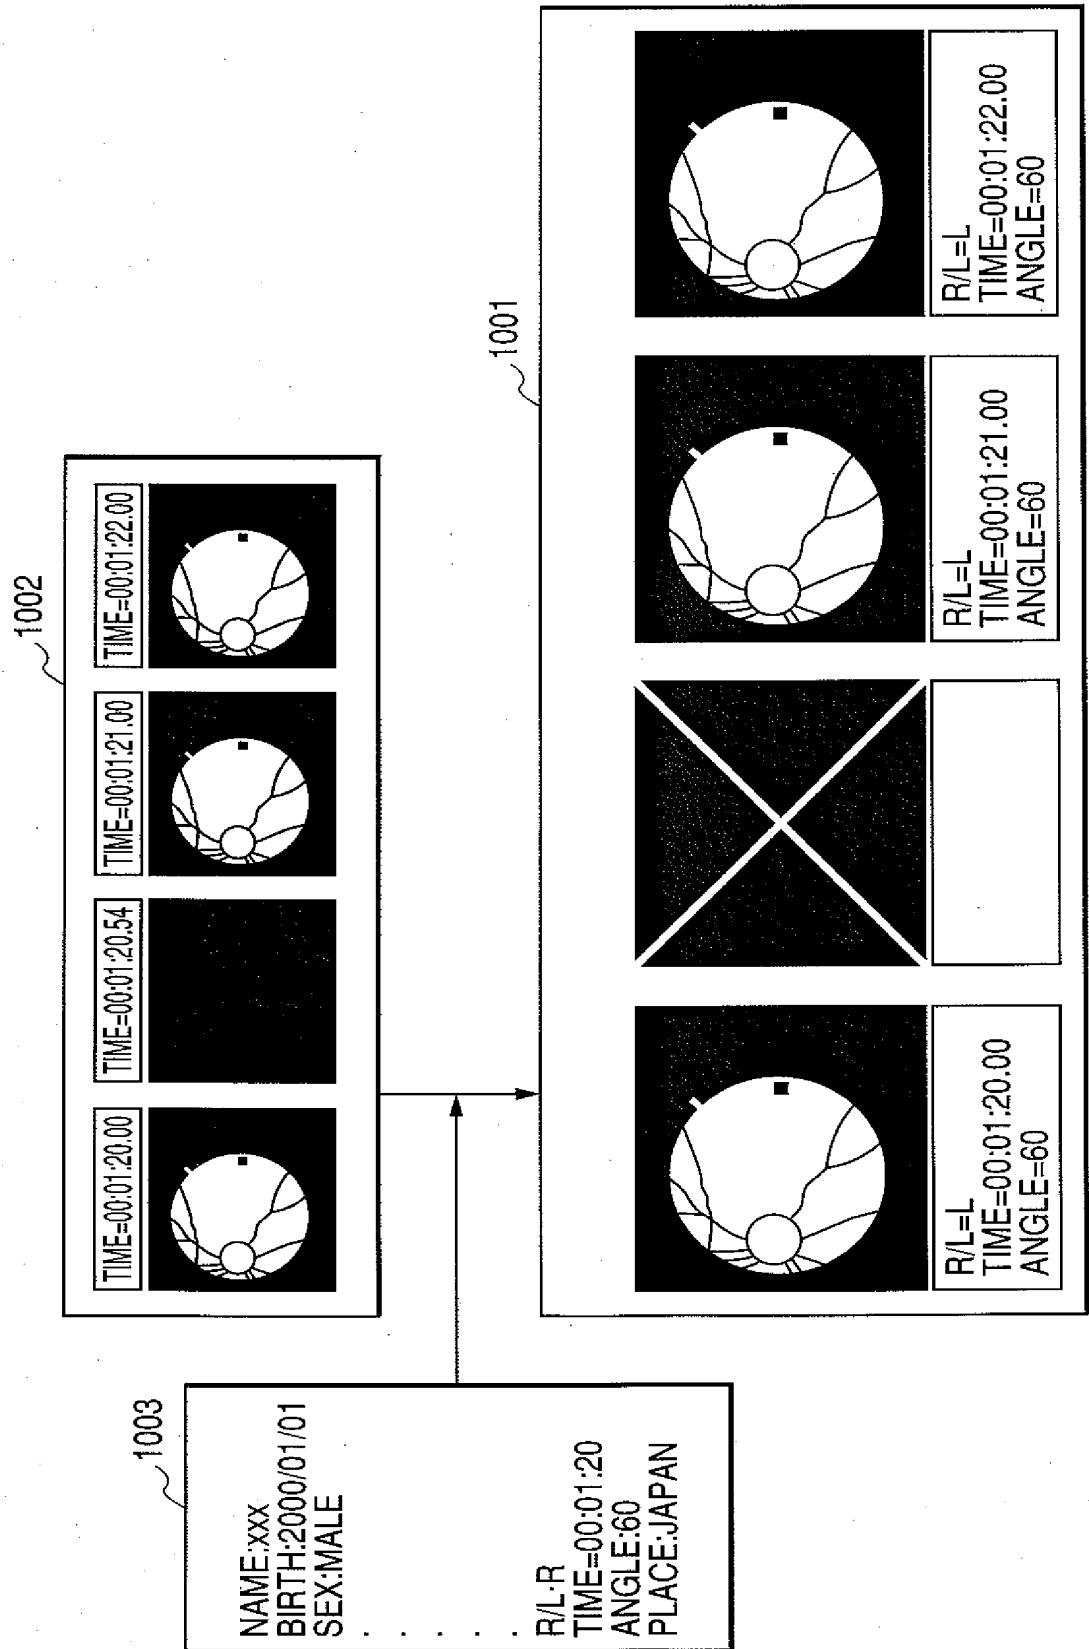 1003
NAME:xxx
BIRTH:2000/01/01
SEX:MALE
. . . . .
R/L·R
TIME=00:01:20
ANGLE:60
PLACE:JAPAN
1002
TIME=00:01:20.00
TIME=00:01:20.54
TIME=00:01:21.00
TIME=00:01:22.00
1001
R/L=L
TIME=00:01:20.00
ANGLE=60
R/L=L
TIME=00:01:21.00
ANGLE=60
R/L=L
TIME=00:01:22.00
ANGLE=60